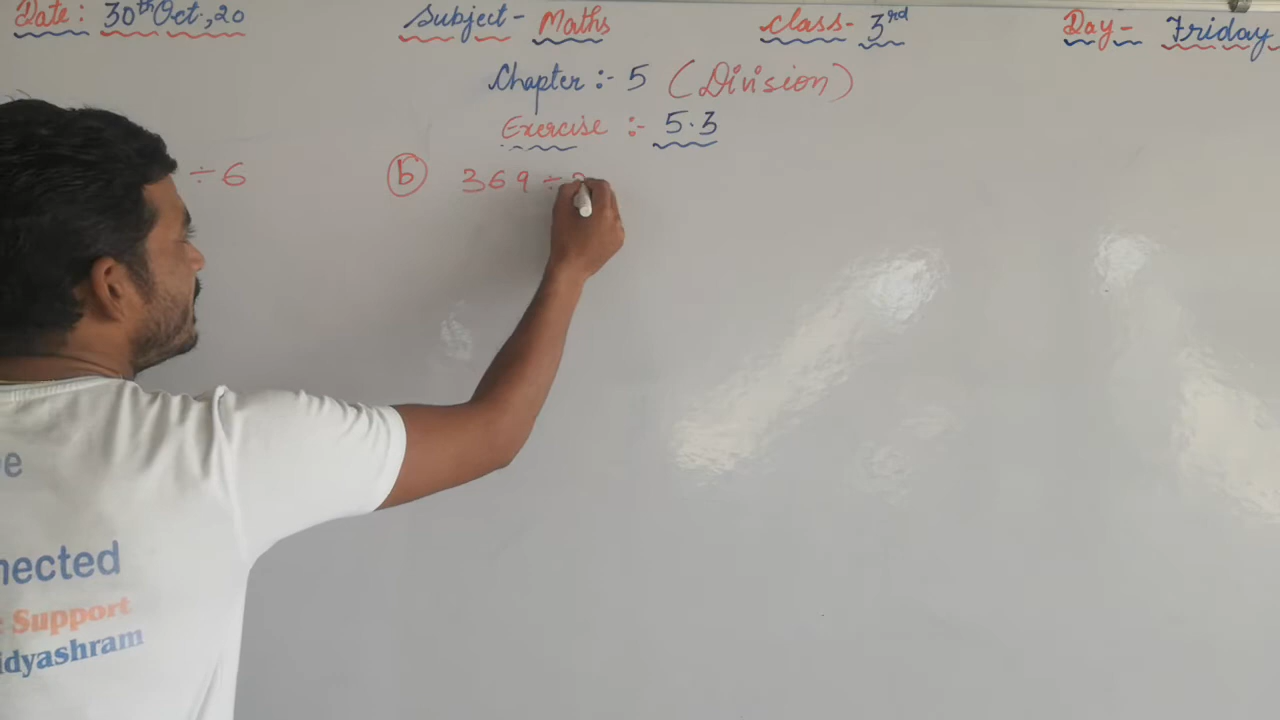 Date: 30th Oct.,20 Subject- Maths Class- 3rd Day- Friday
Chapter :- 5 (Division)
Exercise :- 5.3
÷6 (b) 369 ÷
nected
Support
idyashram